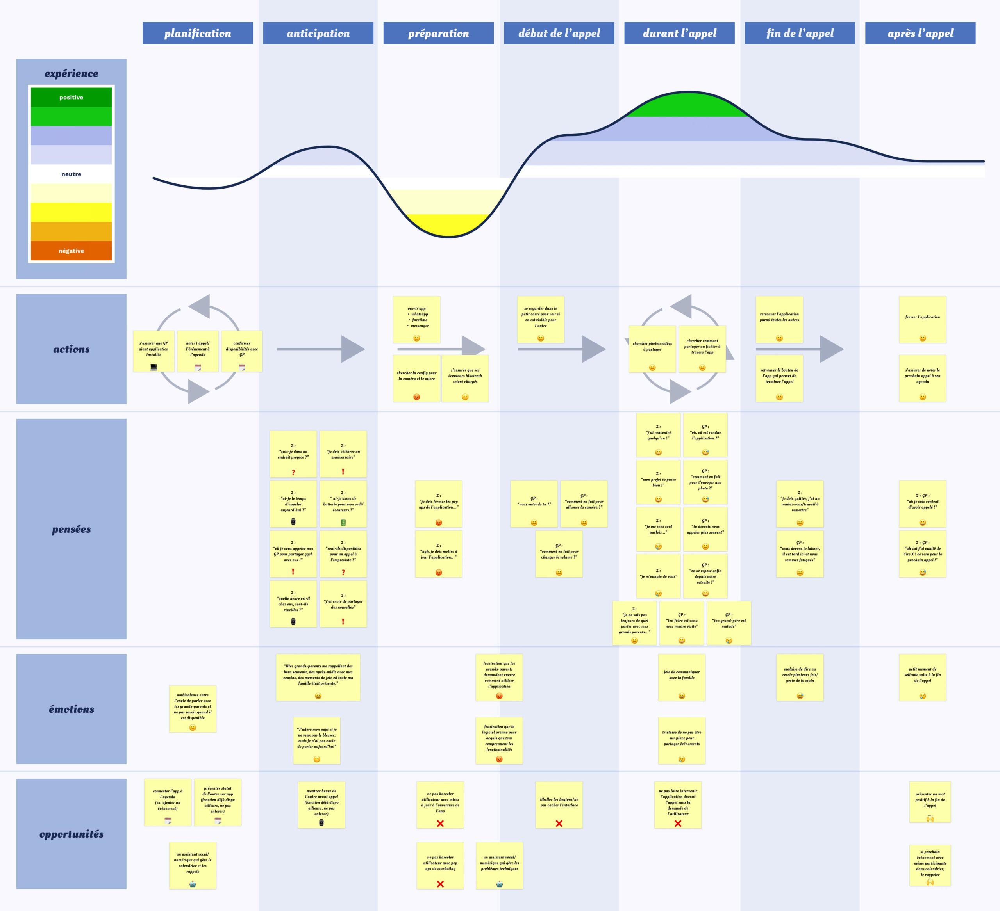 planification
anticipation
préparation
début de l'appel
durant l'appel
fin de l'appel
après l'appel
expérience
positive
neutre
négative
actions
s'assurer que GP
aient application
installée
noter l'appel/
l'événement à
l'agenda
confirmer
disponibilités avec
GP
ouvrir app
• whatsapp
• facetime
• messenger
chercher la config pour
la caméra et le micro
s'assurer que ses
écouteurs bluetooth
soient chargés
se regarder dans le
petit carré pour voir si
on est visible pour
l'autre
chercher photos/vidéos
à partager
chercher comment
partager un fichier à
travers l'app
retrouver l'application
parmi toutes les autres
retrouver le bouton de
l'app qui permet de
terminer l'appel
fermer l'application
s'assurer de noter le
prochain appel à son
agenda
pensées
Z :
"suis-je dans un
endroit propice ?"
Z :
"je dois célébrer un
anniversaire"
Z :
"ai-je le temps
d'appeler
aujourd'hui ?"
Z :
" ai-je assez de
batterie pour mon ordi/
écouteurs ?"
Z :
"oh je veux appeler mes
GP pour partager qqch
avec eux !"
Z :
"sont-ils disponibles
pour un appel à
l'improviste ?"
Z :
"quelle heure est-il
chez eux, sont-ils
réveillés ?"
Z :
"j'ai envie de partager
des nouvelles"
Z :
"je dois fermer les pop
ups de l'application..."
Z :
"ugh, je dois mettre à
jour l'application..."
GP :
"nous entends tu ?"
GP :
"comment on fait pour
allumer la caméra ?"
GP :
"comment on fait pour
changer le volume ?"
Z :
"j'ai rencontré
quelqu'un !"
GP :
"oh, où est rendue
l'application ?"
Z :
"mon projet se passe
bien !"
GP :
"comment on fait
pour t'envoyer une
photo ?"
Z :
"je me sens seul
parfois..."
GP :
"tu devrais nous
appeler plus souvent"
Z :
"je m'ennuie de vous"
GP :
"on se repose enfin
depuis notre
retraite !"
Z :
"je ne sais pas
toujours de quoi
parler avec mes
grands parents..."
GP :
"ton frère est venu
nous rendre visite"
GP :
"ton grand-père est
malade"
Z :
"je dois quitter, j'ai un
rendez-vous/travail à
remettre"
GP :
"nous devons te laisser,
il est tard ici et nous
sommes fatigués"
Z + GP :
"ah je suis content
d'avoir appelé !"
Z + GP :
"ah zut j'ai oublié de
dire X ! ce sera pour le
prochain appel !"
émotions
ambivalence entre
l'envie de parler avec
les grands-parents et
ne pas savoir quand il
est disponible
"Mes grands-parents me rappellent des
bons souvenir, des après-midis avec mes
cousins, des moments de joie où toute ma
famille était présente."
"J'adore mon papi et je
ne veux pas le blesser,
mais je n'ai pas envie
de parler aujourd'hui"
frustration que les
grands-parents
demandent encore
comment utiliser
l'application
frustration que le
logiciel prenne pour
acquis que tous
comprennent les
fonctionnalités
joie de communiquer
avec la famille
tristesse de ne pas être
sur place pour
partager événements
malaise de dire au
revoir plusieurs fois/
geste de la main
petit moment de
solitude suite à la fin
de l'appel
opportunités
connecter l'app à
l'agenda
(ex: ajouter un
événement)
présenter statut
de l'autre sur app
(fonction déjà dispo
ailleurs, ne pas
enlever)
un assistant vocal/
numérique qui gère le
calendrier et les
rappels
montrer heure de
l'autre avant appel
(fonction déjà dispo
ailleurs, ne pas
enlever)
ne pas harceler
utilisateur avec mises
à jour à l'ouverture de
l'app
ne pas harceler
utilisateur avec pop
ups de marketing
un assistant vocal/
numérique qui gère les
problèmes techniques
libeller les boutons/ne
pas cacher l'interface
ne pas faire intervenir
l'application durant
l'appel sans la
demande de
l'utilisateur
présenter un mot
positif à la fin de
l'appel
si prochain
événement avec
même participants
dans calendrier,
le rappeler